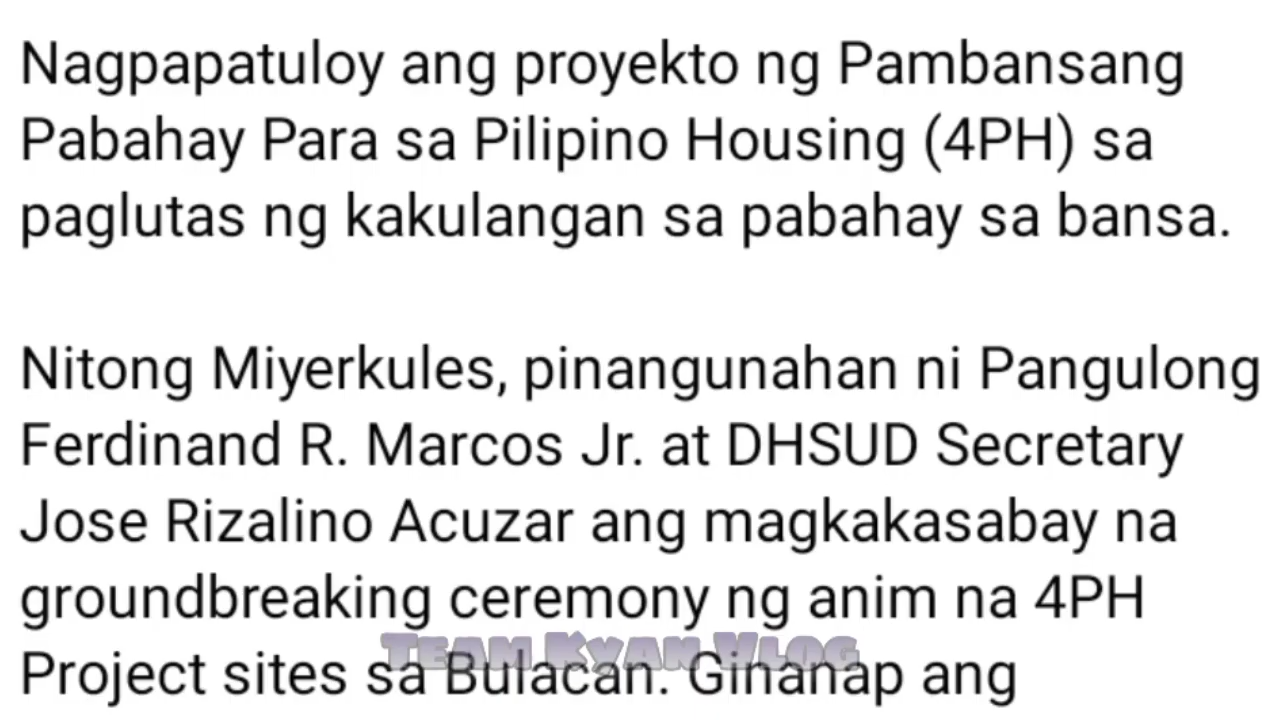 Nagpapatuloy ang proyekto ng Pambansang
Pabahay Para sa Pilipino Housing (4PH) sa
paglutas ng kakulangan sa pabahay sa bansa.
Nitong Miyerkules, pinangunahan ni Pangulong
Ferdinand R. Marcos Jr. at DHSUD Secretary
Jose Rizalino Acuzar ang magkakasabay na
groundbreaking ceremony ng anim na 4PH
Team Kyan Vlog
Project sites sa Bulacan. Ginanap ang